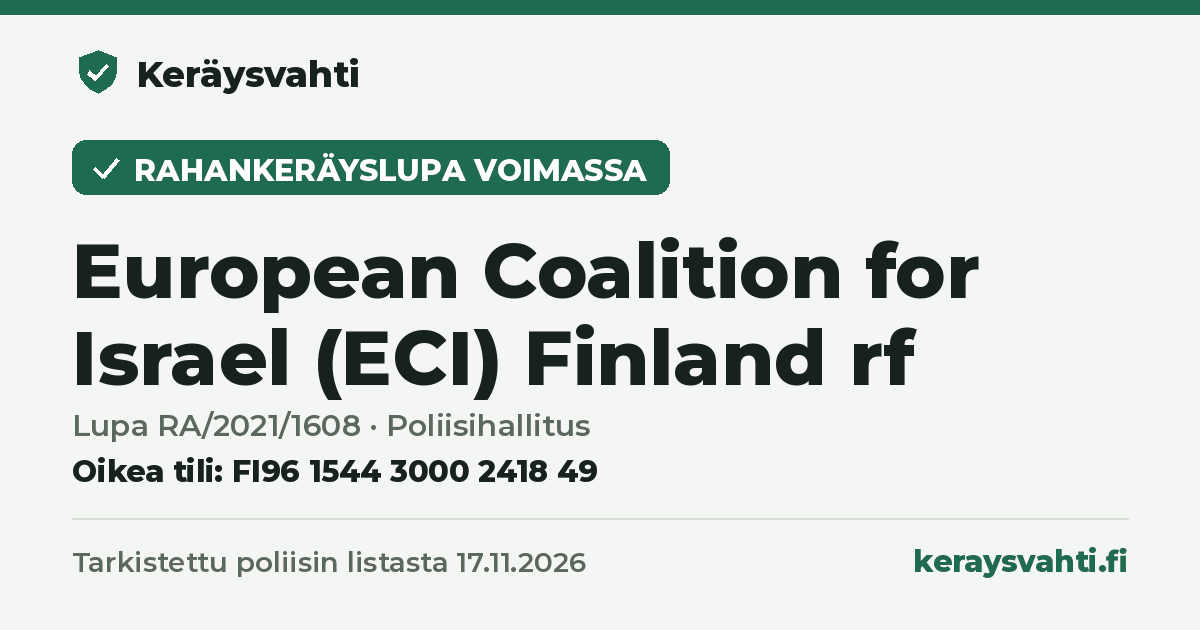 Keräysvahti
RAHANKERÄYSLUPA VOIMASSA
European Coalition for
Israel (ECI) Finland rf
Lupa RA/2021/1608 · Poliisihallitus
Oikea tili: FI96 1544 3000 2418 49
Tarkistettu poliisin listasta 17.11.2026
keraysvahti.fi